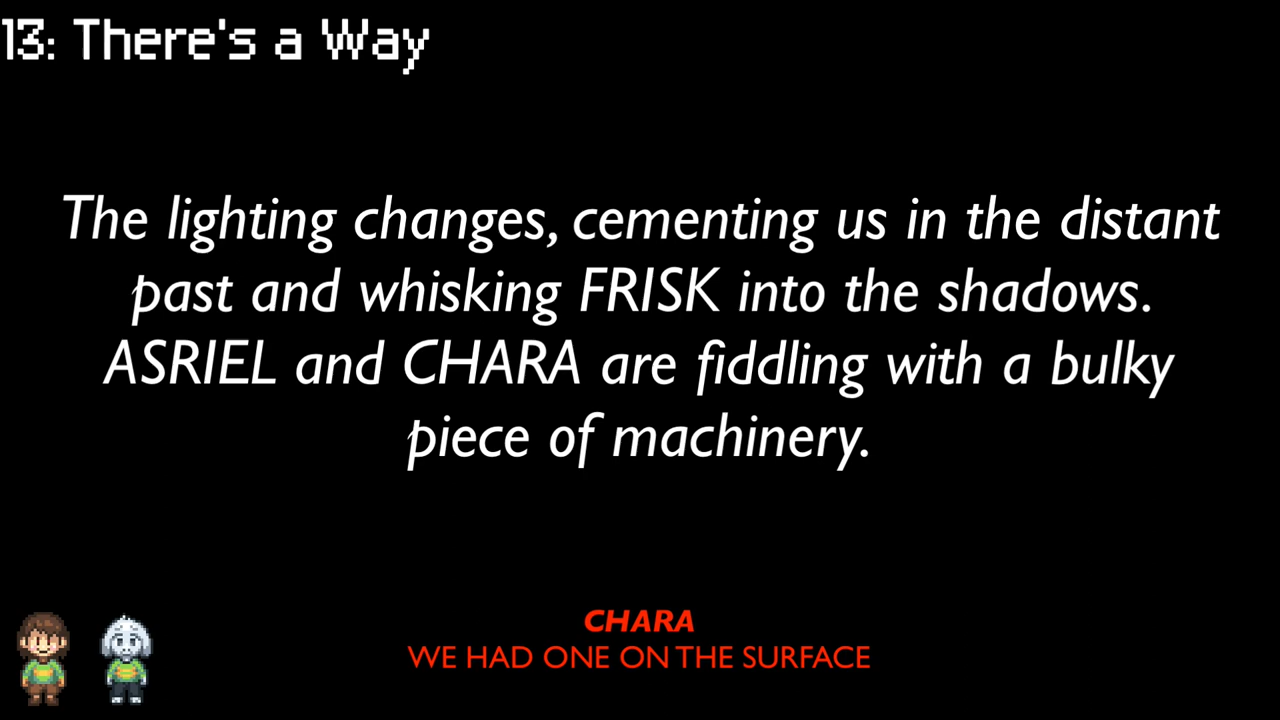 13: There's a Way
The lighting changes, cementing us in the distant
past and whisking FRISK into the shadows.
ASRIEL and CHARA are fiddling with a bulky
piece of machinery.
CHARA
WE HAD ONE ON THE SURFACE